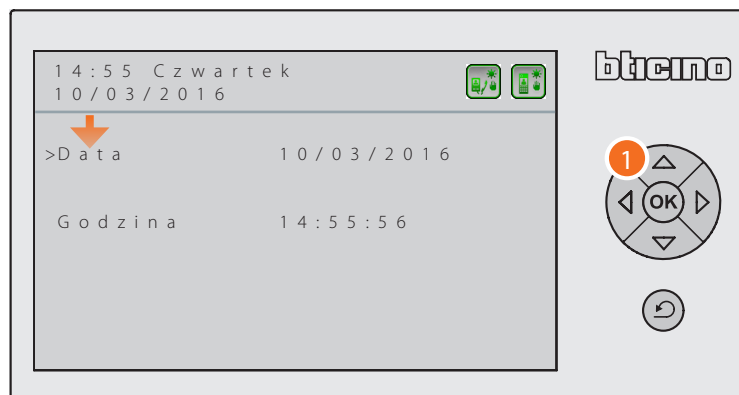 14:55 Czwartek
10/03/2016
bticino
>Data 10/03/2016
1
OK
Godzina 14:55:56